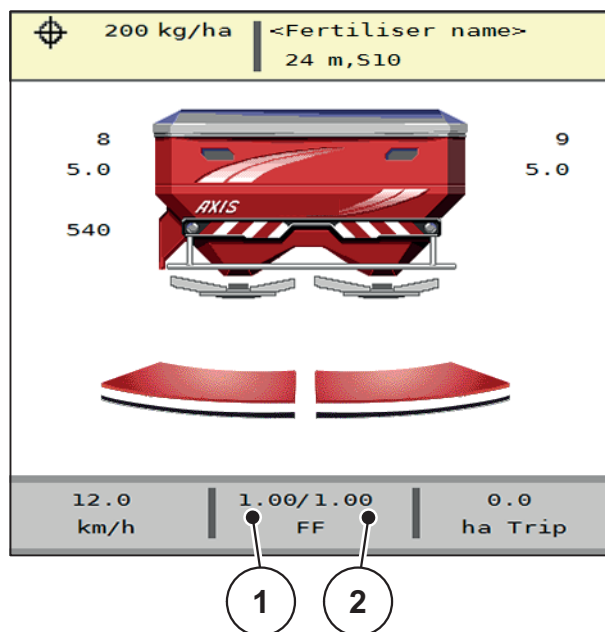 200 kg/ha <Fertiliser name>
24 m,S10
8 9
5.0 5.0
AXIS
540
12.0 1.00/1.00 0.0
km/h FF ha Trip
1 2